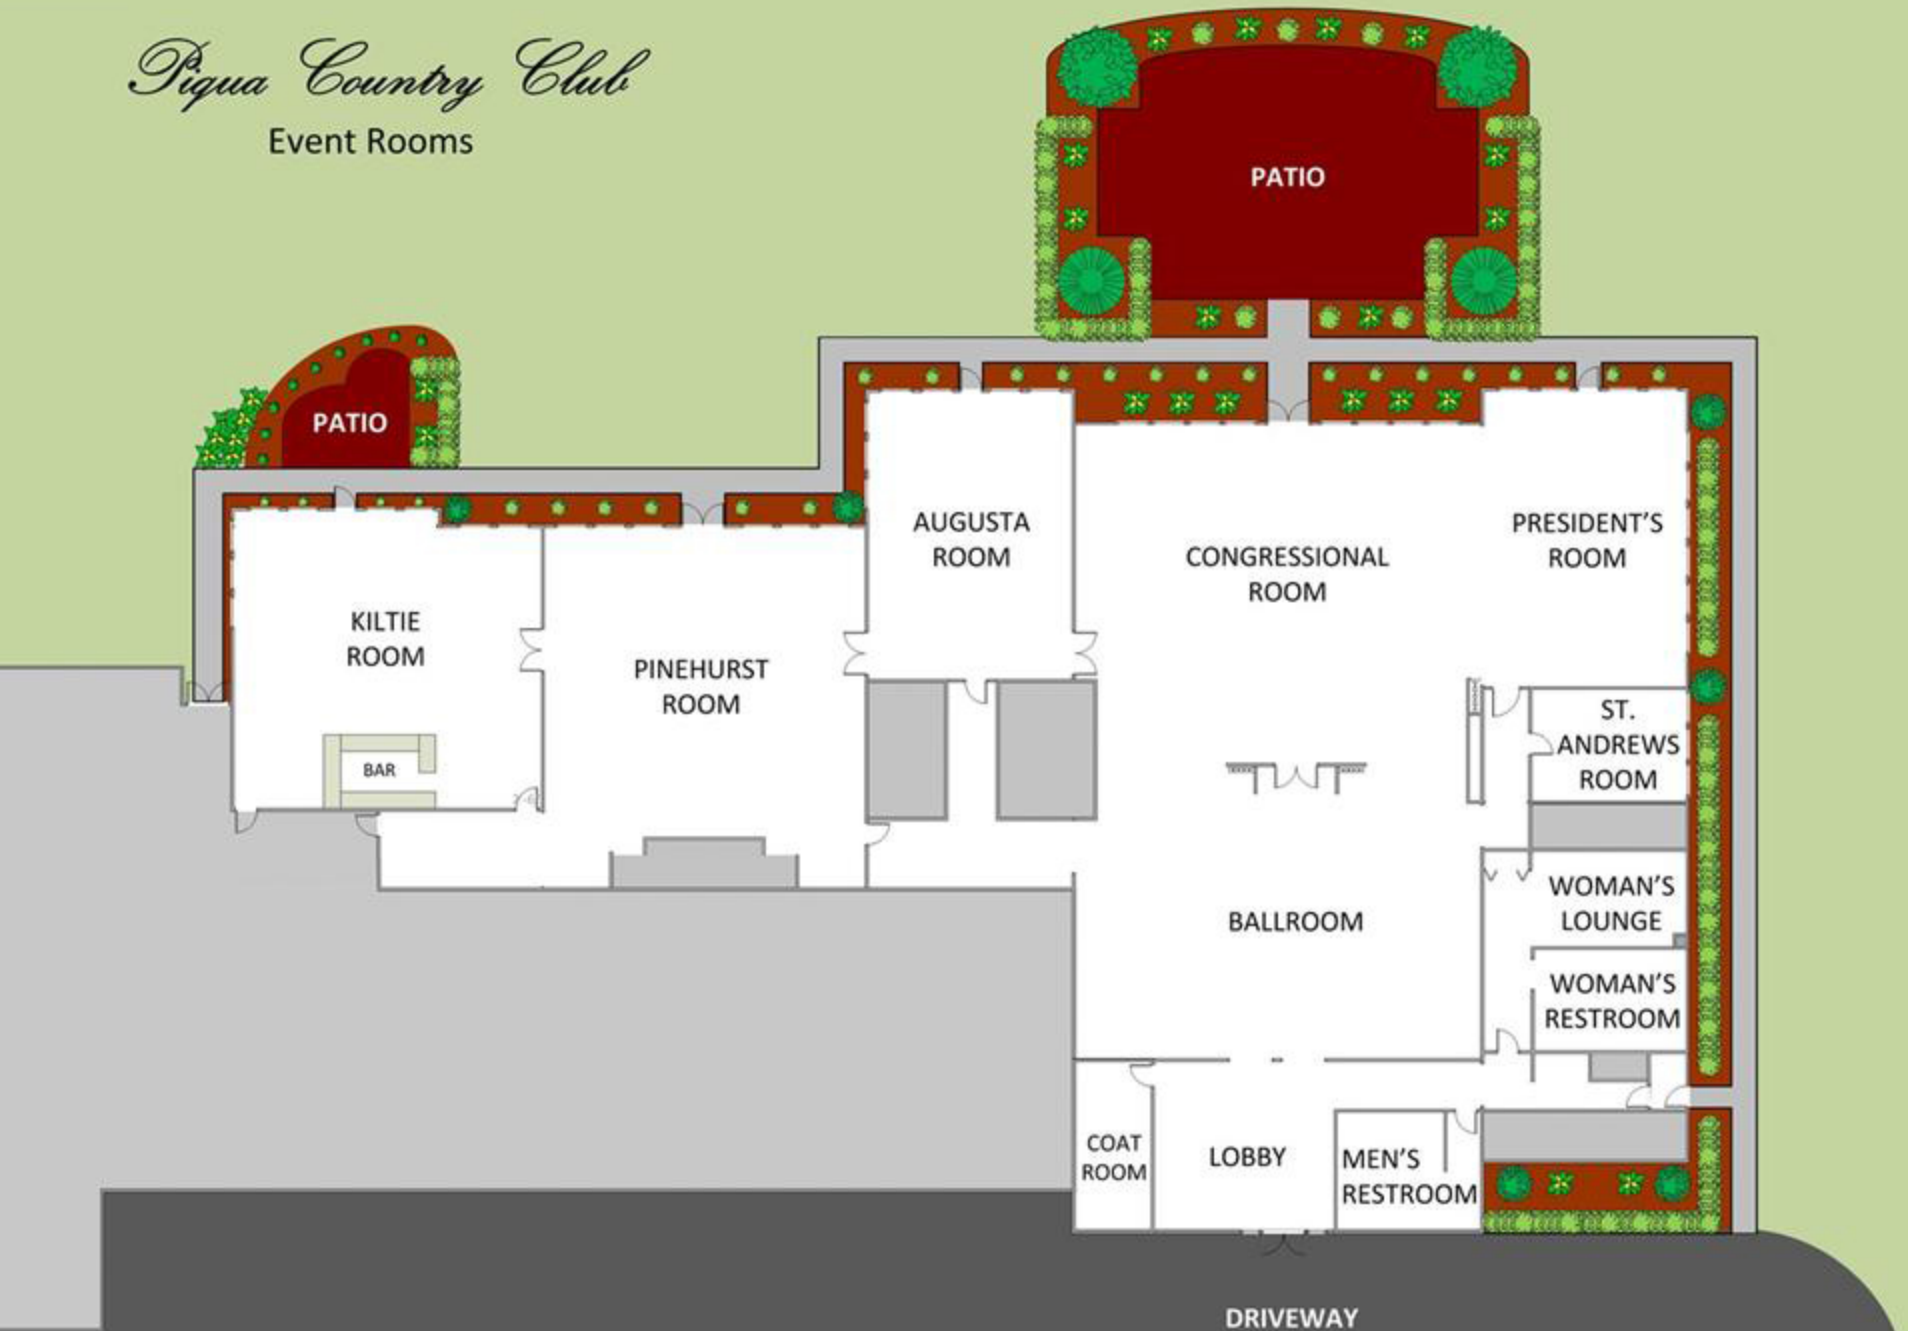 Piqua Country Club
Event Rooms
PATIO
PATIO
AUGUSTA
ROOM
CONGRESSIONAL
ROOM
PRESIDENT'S
ROOM
KILTIE
ROOM
PINEHURST
ROOM
BAR
ST.
ANDREWS
ROOM
BALLROOM
WOMAN'S
LOUNGE
WOMAN'S
RESTROOM
COAT
ROOM
LOBBY
MEN'S
RESTROOM
DRIVEWAY